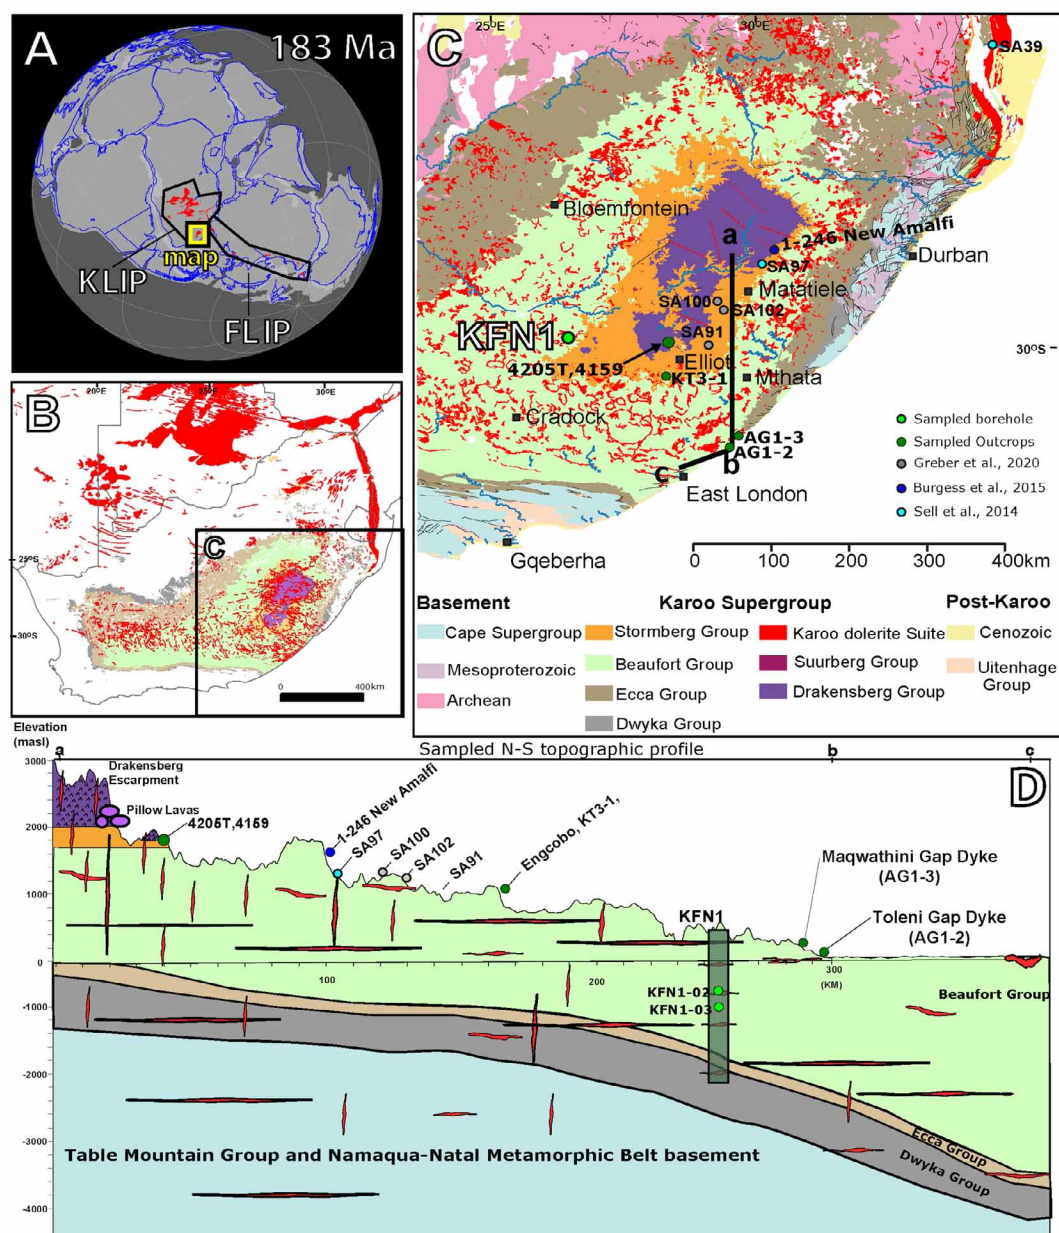 A
183 Ma
map
KLIP
FLIP
B
20ºE
25ºE
30ºE
25ºS
30ºS
C
0
400km
C
25°E
30°E
SA39
Bloemfontein
a
1-246 New Amalfi
SA97
Durban
SA100
Matatiele
SA102
KFN1
SA91
30ºS
4205T,4159
Elliot
KT3-1
Mthata
Cradock
AG1-3
AG1-2
c
b
East London
Gqeberha
Sampled borehole
Sampled Outcrops
Greber et al., 2020
Burgess et al., 2015
Sell et al., 2014
0
100
200
300
400km
Basement
Karoo Supergroup
Post-Karoo
Cape Supergroup
Stormberg Group
Karoo dolerite Suite
Cenozoic
Mesoproterozoic
Beaufort Group
Suurberg Group
Uitenhage
Group
Archean
Ecca Group
Drakensberg Group
Dwyka Group
Elevation
(masl)
Sampled N-S topographic profile
a
b
c
D
3000
2000
1000
0
-1000
-2000
-3000
-4000
Drakensberg
Escarpment
Pillow Lavas
4205T,4159
1-246 New Amalfi
SA97
SA100
SA102
SA91
Engcobo, KT3-1,
Maqwathini Gap Dyke
(AG1-3)
KFN1
Toleni Gap Dyke
(AG1-2)
100
200
300
(KM)
KFN1-02
KFN1-03
Beaufort Group
Ecca Group
Dwyka Group
Table Mountain Group and Namaqua-Natal Metamorphic Belt basement